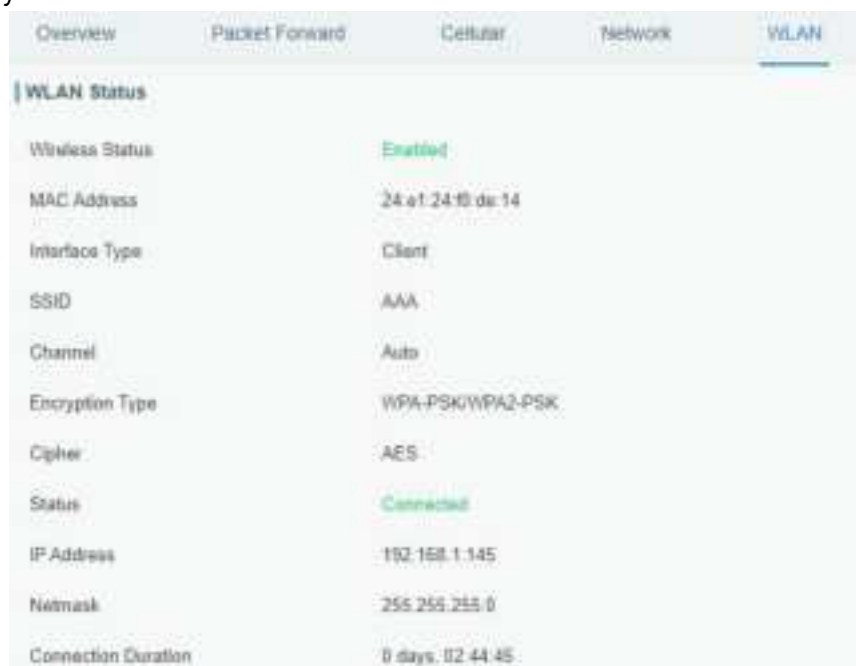 y
Overview Packet Forward Cellular Network WLAN
WLAN Status
Wireless Status Enabled
MAC Address 24:e1:24:f0:de:14
Interface Type Client
SSID AAA
Channel Auto
Encryption Type WPA-PSK/WPA2-PSK
Cipher AES
Status Connected
IP Address 192.168.1.145
Netmask 255.255.255.0
Connection Duration 0 days, 02:44:45